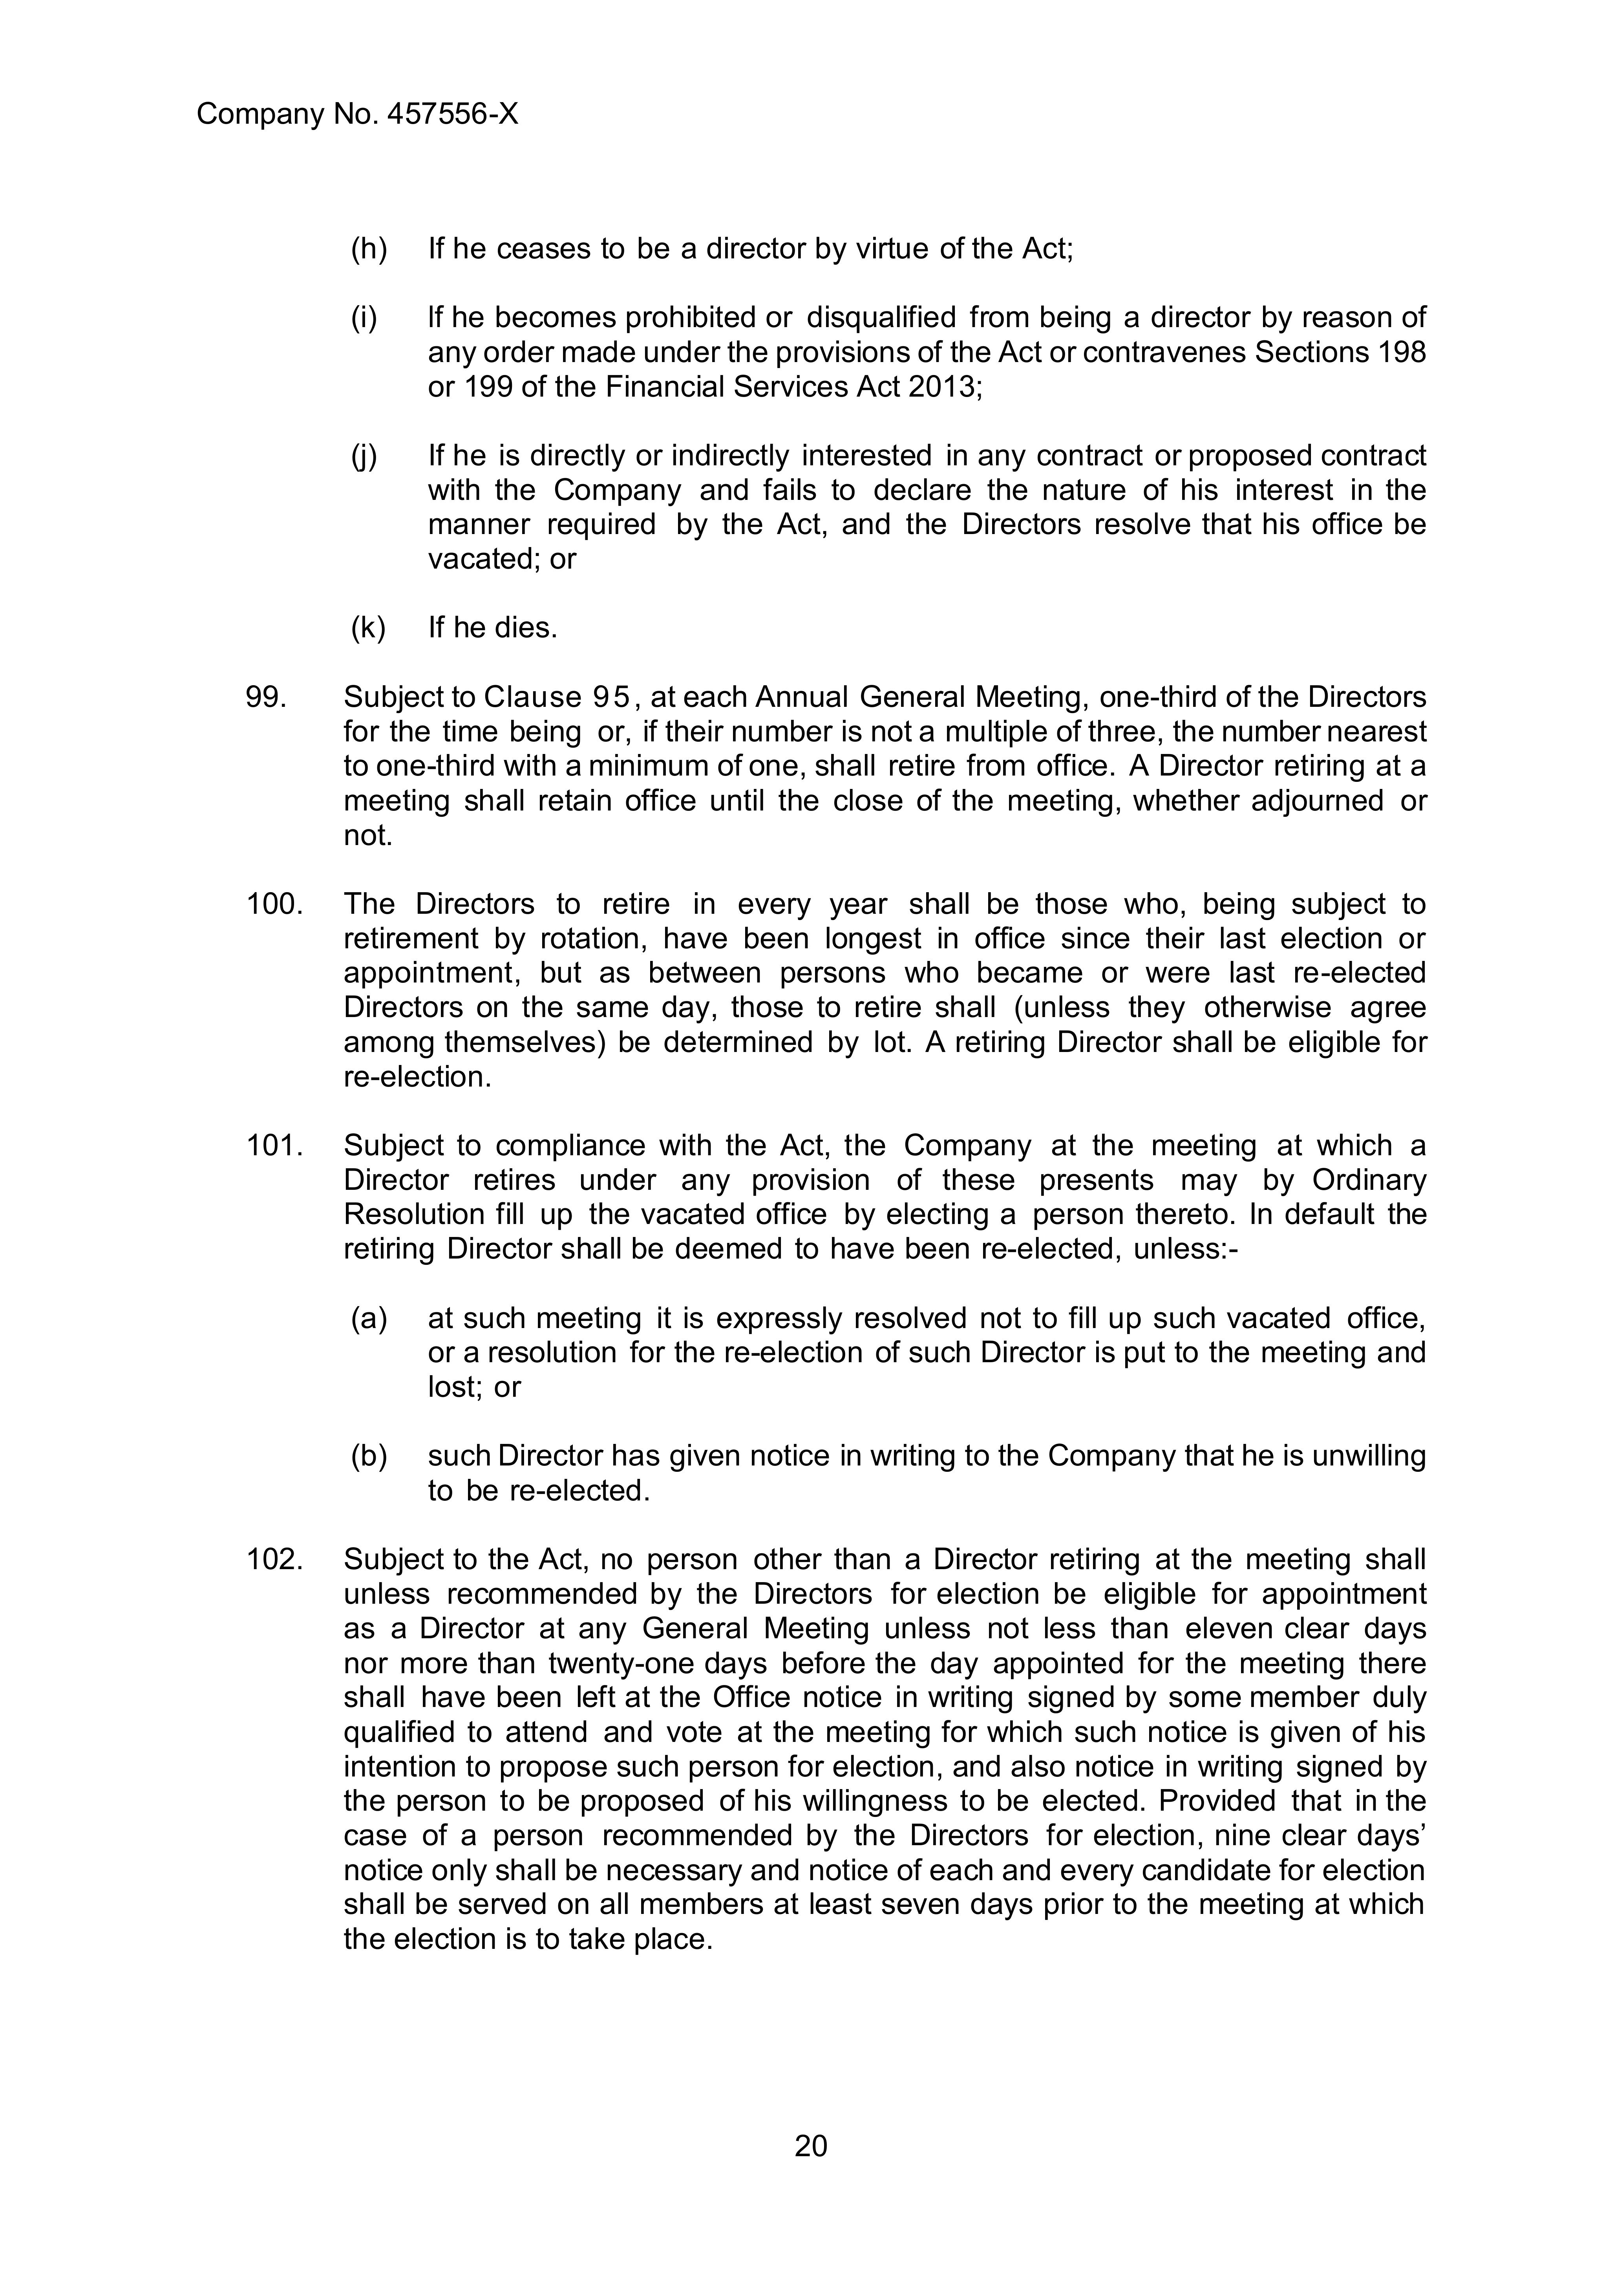 Company No. 457556-X
(h) If he ceases to be a director by virtue of the Act;
(i) If he becomes prohibited or disqualified from being a director by reason of
any order made under the provisions of the Act or contravenes Sections 198
or 199 of the Financial Services Act 2013;
(j) If he is directly or indirectly interested in any contract or proposed contract
with the Company and fails to declare the nature of his interest in the
manner required by the Act, and the Directors resolve that his office be
vacated; or
(k) If he dies.
99. Subject to Clause 95, at each Annual General Meeting, one-third of the Directors
for the time being or, if their number is not a multiple of three, the number nearest
to one-third with a minimum of one, shall retire from office. A Director retiring at a
meeting shall retain office until the close of the meeting, whether adjourned or
not.
100. The Directors to retire in every year shall be those who, being subject to
retirement by rotation, have been longest in office since their last election or
appointment, but as between persons who became or were last re-elected
Directors on the same day, those to retire shall (unless they otherwise agree
among themselves) be determined by lot. A retiring Director shall be eligible for
re-election.
101. Subject to compliance with the Act, the Company at the meeting at which a
Director retires under any provision of these presents may by Ordinary
Resolution fill up the vacated office by electing a person thereto. In default the
retiring Director shall be deemed to have been re-elected, unless:-
(a) at such meeting it is expressly resolved not to fill up such vacated office,
or a resolution for the re-election of such Director is put to the meeting and
lost; or
(b) such Director has given notice in writing to the Company that he is unwilling
to be re-elected.
102. Subject to the Act, no person other than a Director retiring at the meeting shall
unless recommended by the Directors for election be eligible for appointment
as a Director at any General Meeting unless not less than eleven clear days
nor more than twenty-one days before the day appointed for the meeting there
shall have been left at the Office notice in writing signed by some member duly
qualified to attend and vote at the meeting for which such notice is given of his
intention to propose such person for election, and also notice in writing signed by
the person to be proposed of his willingness to be elected. Provided that in the
case of a person recommended by the Directors for election, nine clear days’
notice only shall be necessary and notice of each and every candidate for election
shall be served on all members at least seven days prior to the meeting at which
the election is to take place.
20